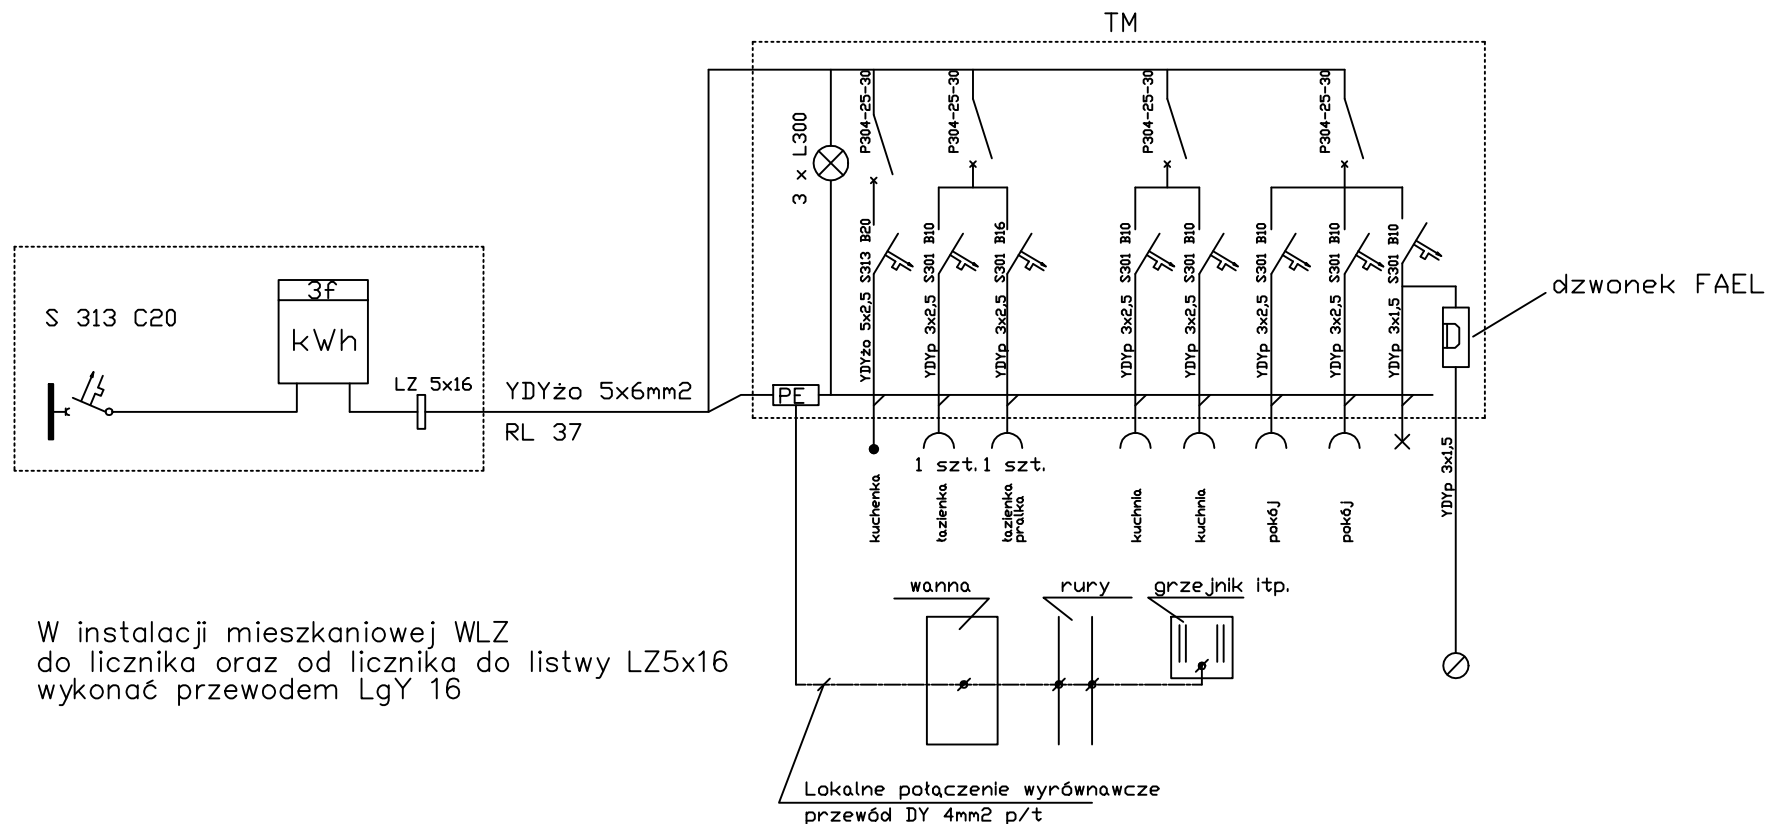 TM
3 x L300
P304-25-30
P304-25-30
P304-25-30
P304-25-30
S313 B20
S301 B10
S301 B16
S301 B10
S301 B10
S301 B10
S301 B10
S301 B10
YDYżo 5x2,5
YDYp 3x2,5
YDYp 3x2,5
YDYp 3x2,5
YDYp 3x2,5
YDYp 3x2,5
YDYp 3x2,5
YDYp 3x1,5
dzwonek FAEL
D
S 313 C20
3f
kWh
LZ 5x16
YDYżo 5x6mm2
RL 37
PE
1 szt.
1 szt.
kuchenka
łazienka
łazienka
pralka
kuchnia
kuchnia
pokój
pokój
YDYp 3x1,5
wanna
rury
grzejnik itp.
W instalacji mieszkaniowej WLZ
do licznika oraz od licznika do listwy LZ5x16
wykonać przewodem LgY 16
Lokalne połączenie wyrównawcze
przewód DY 4mm2 p/t